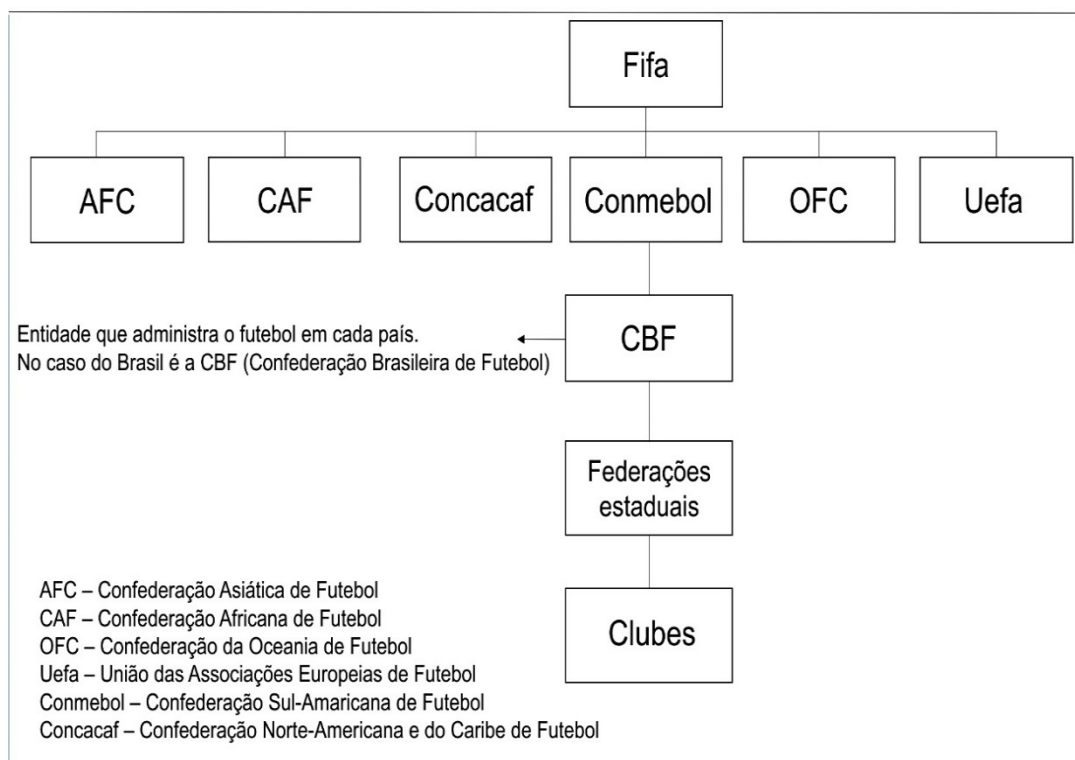 Fifa
AFC
CAF
Concacaf
Conmebol
OFC
Uefa
CBF
Entidade que administra o futebol em cada país.
No caso do Brasil é a CBF (Confederação Brasileira de Futebol)
Federações
estaduais
Clubes
AFC – Confederação Asiática de Futebol
CAF – Confederação Africana de Futebol
OFC – Confederação da Oceania de Futebol
Uefa – União das Associações Europeias de Futebol
Conmebol – Confederação Sul-Amaricana de Futebol
Concacaf – Confederação Norte-Americana e do Caribe de Futebol